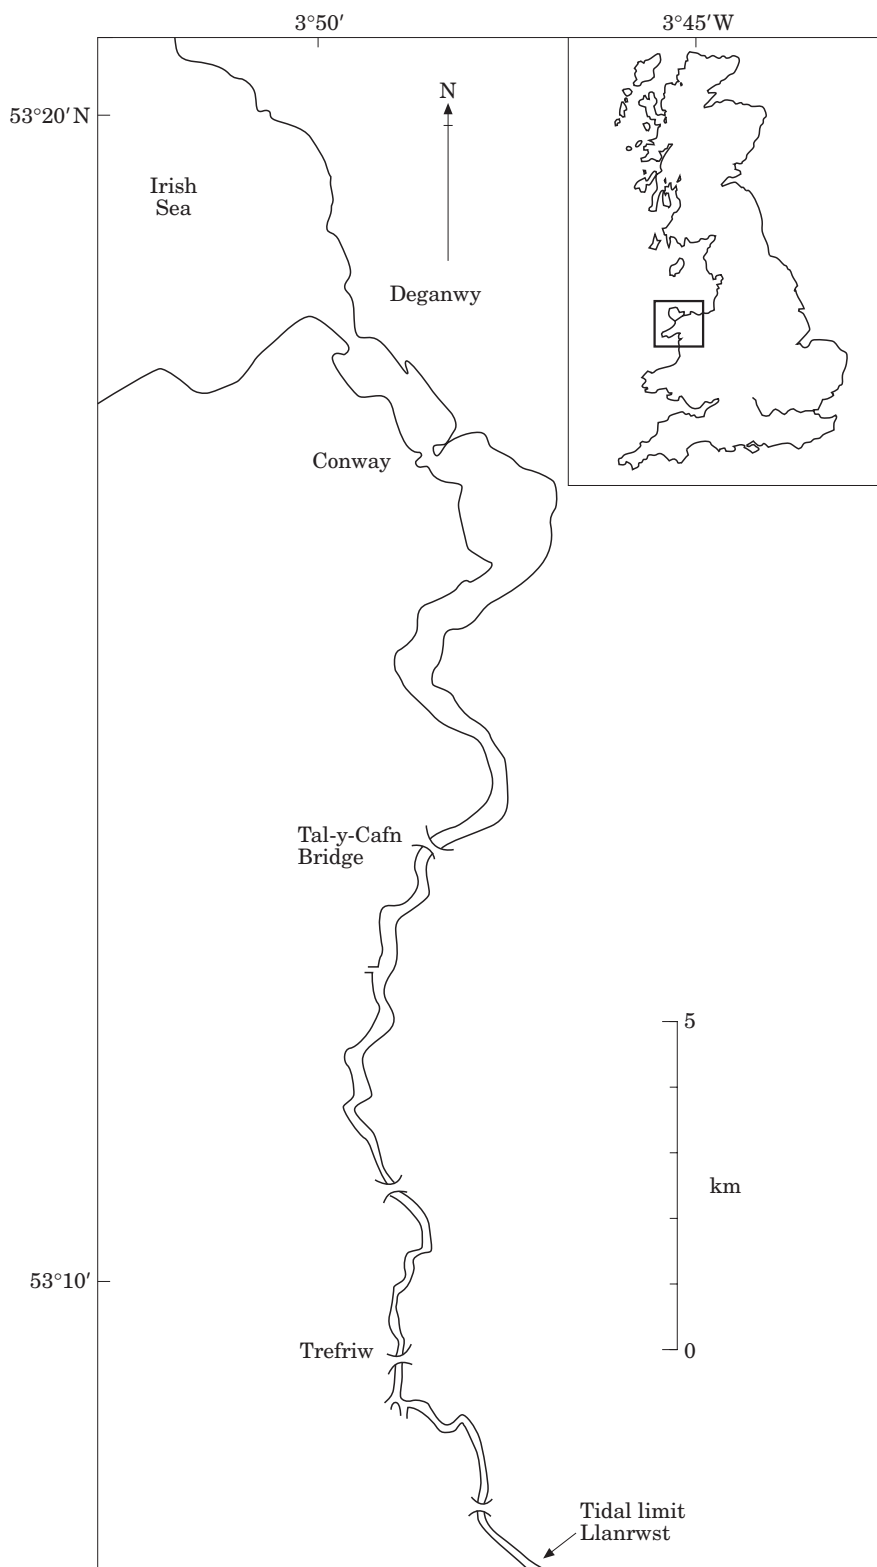 3°50′
3°45′W
53°20′N
N
Irish
Sea
Deganwy
Conway
Tal-y-Cafn
Bridge
5
km
53°10′
Trefriw
0
Tidal limit
Llanrwst